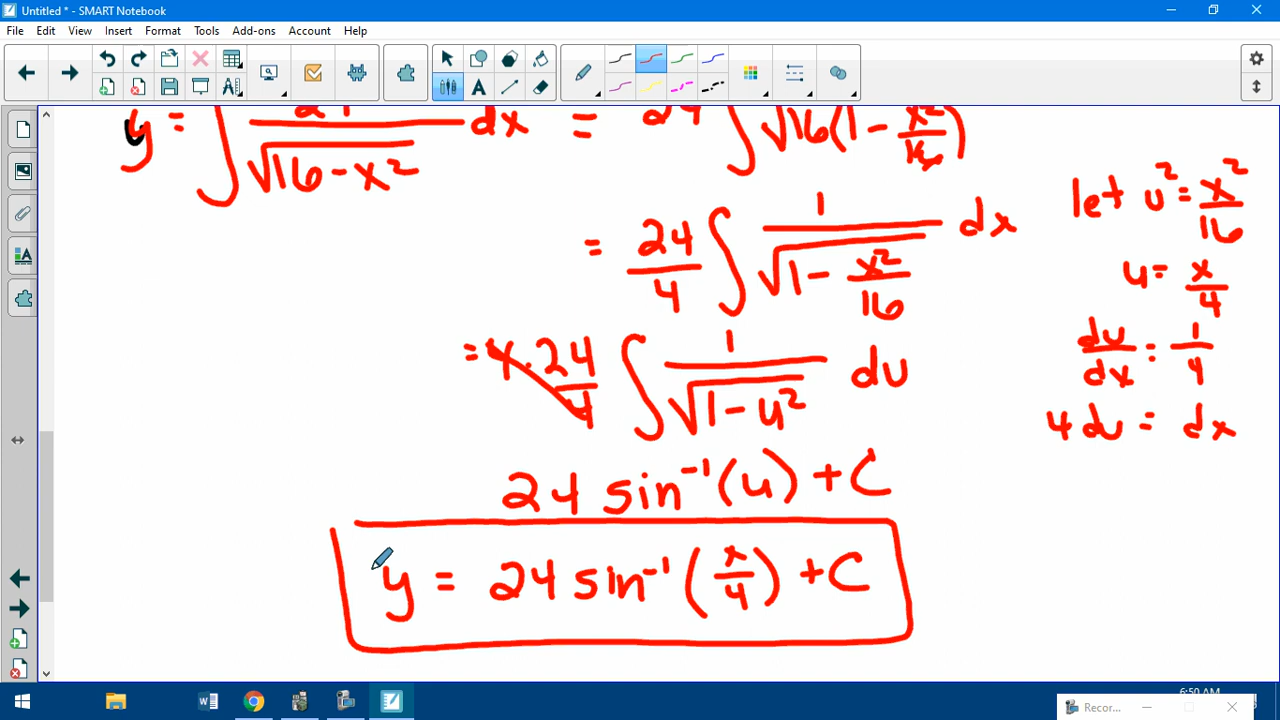 Untitled * - SMART Notebook
File Edit View Insert Format Tools Add-ons Account Help
y = ∫ 24/√(16-x²) dx = 24 ∫ √(16(1 - x²/16))
= 24/4 ∫ 1/√(1 - x²/16) dx
= 4·24/4 ∫ 1/√(1-u²) du
24 sin⁻¹(u) + C
y = 24 sin⁻¹(x/4) + C
let u² = x²/16
u = x/4
du/dx = 1/4
4 du = dx
6:50 AM
Recor...